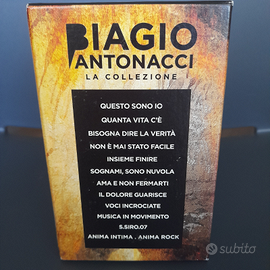 BIAGIO
ANTONACCI
LA COLLEZIONE
QUESTO SONO IO
QUANTA VITA C'È
BISOGNA DIRE LA VERITÀ
NON È MAI STATO FACILE
INSIEME FINIRE
SOGNAMI, SONO NUVOLA
AMA E NON FERMARTI
IL DOLORE GUARISCE
VOCI INCROCIATE
MUSICA IN MOVIMENTO
S.SIRO.07
ANIMA INTIMA . ANIMA ROCK
subito